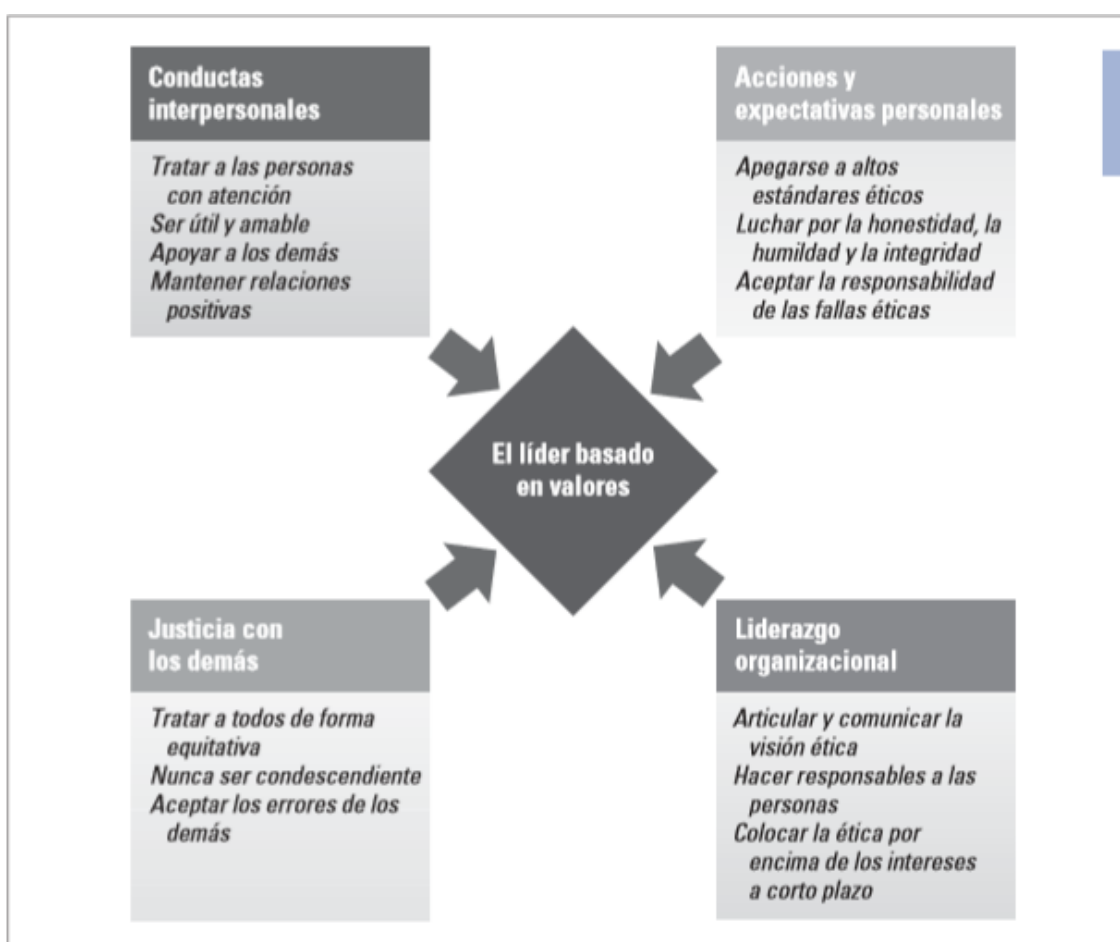 Conductas
interpersonales
Tratar a las personas
con atención
Ser útil y amable
Apoyar a los demás
Mantener relaciones
positivas
Acciones y
expectativas personales
Apegarse a altos
estándares éticos
Luchar por la honestidad, la
humildad y la integridad
Aceptar la responsabilidad
de las fallas éticas
El líder basado
en valores
Justicia con
los demás
Tratar a todos de forma
equitativa
Nunca ser condescendiente
Aceptar los errores de los
demás
Liderazgo
organizacional
Articular y comunicar la
visión ética
Hacer responsables a las
personas
Colocar la ética por
encima de los intereses
a corto plazo